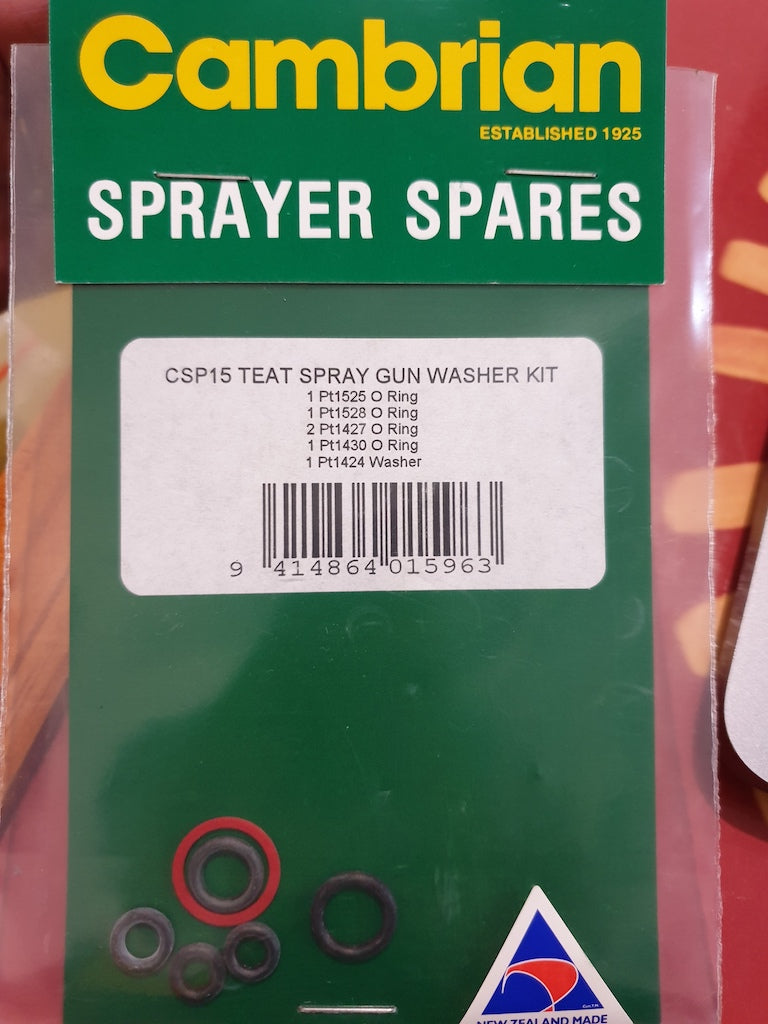 Cambrian
ESTABLISHED 1925
SPRAYER SPARES
CSP15 TEAT SPRAY GUN WASHER KIT
1 Pt1525 O Ring
1 Pt1528 O Ring
2 Pt1427 O Ring
1 Pt1430 O Ring
1 Pt1424 Washer
9 414864 015963
NEW ZEALAND MADE